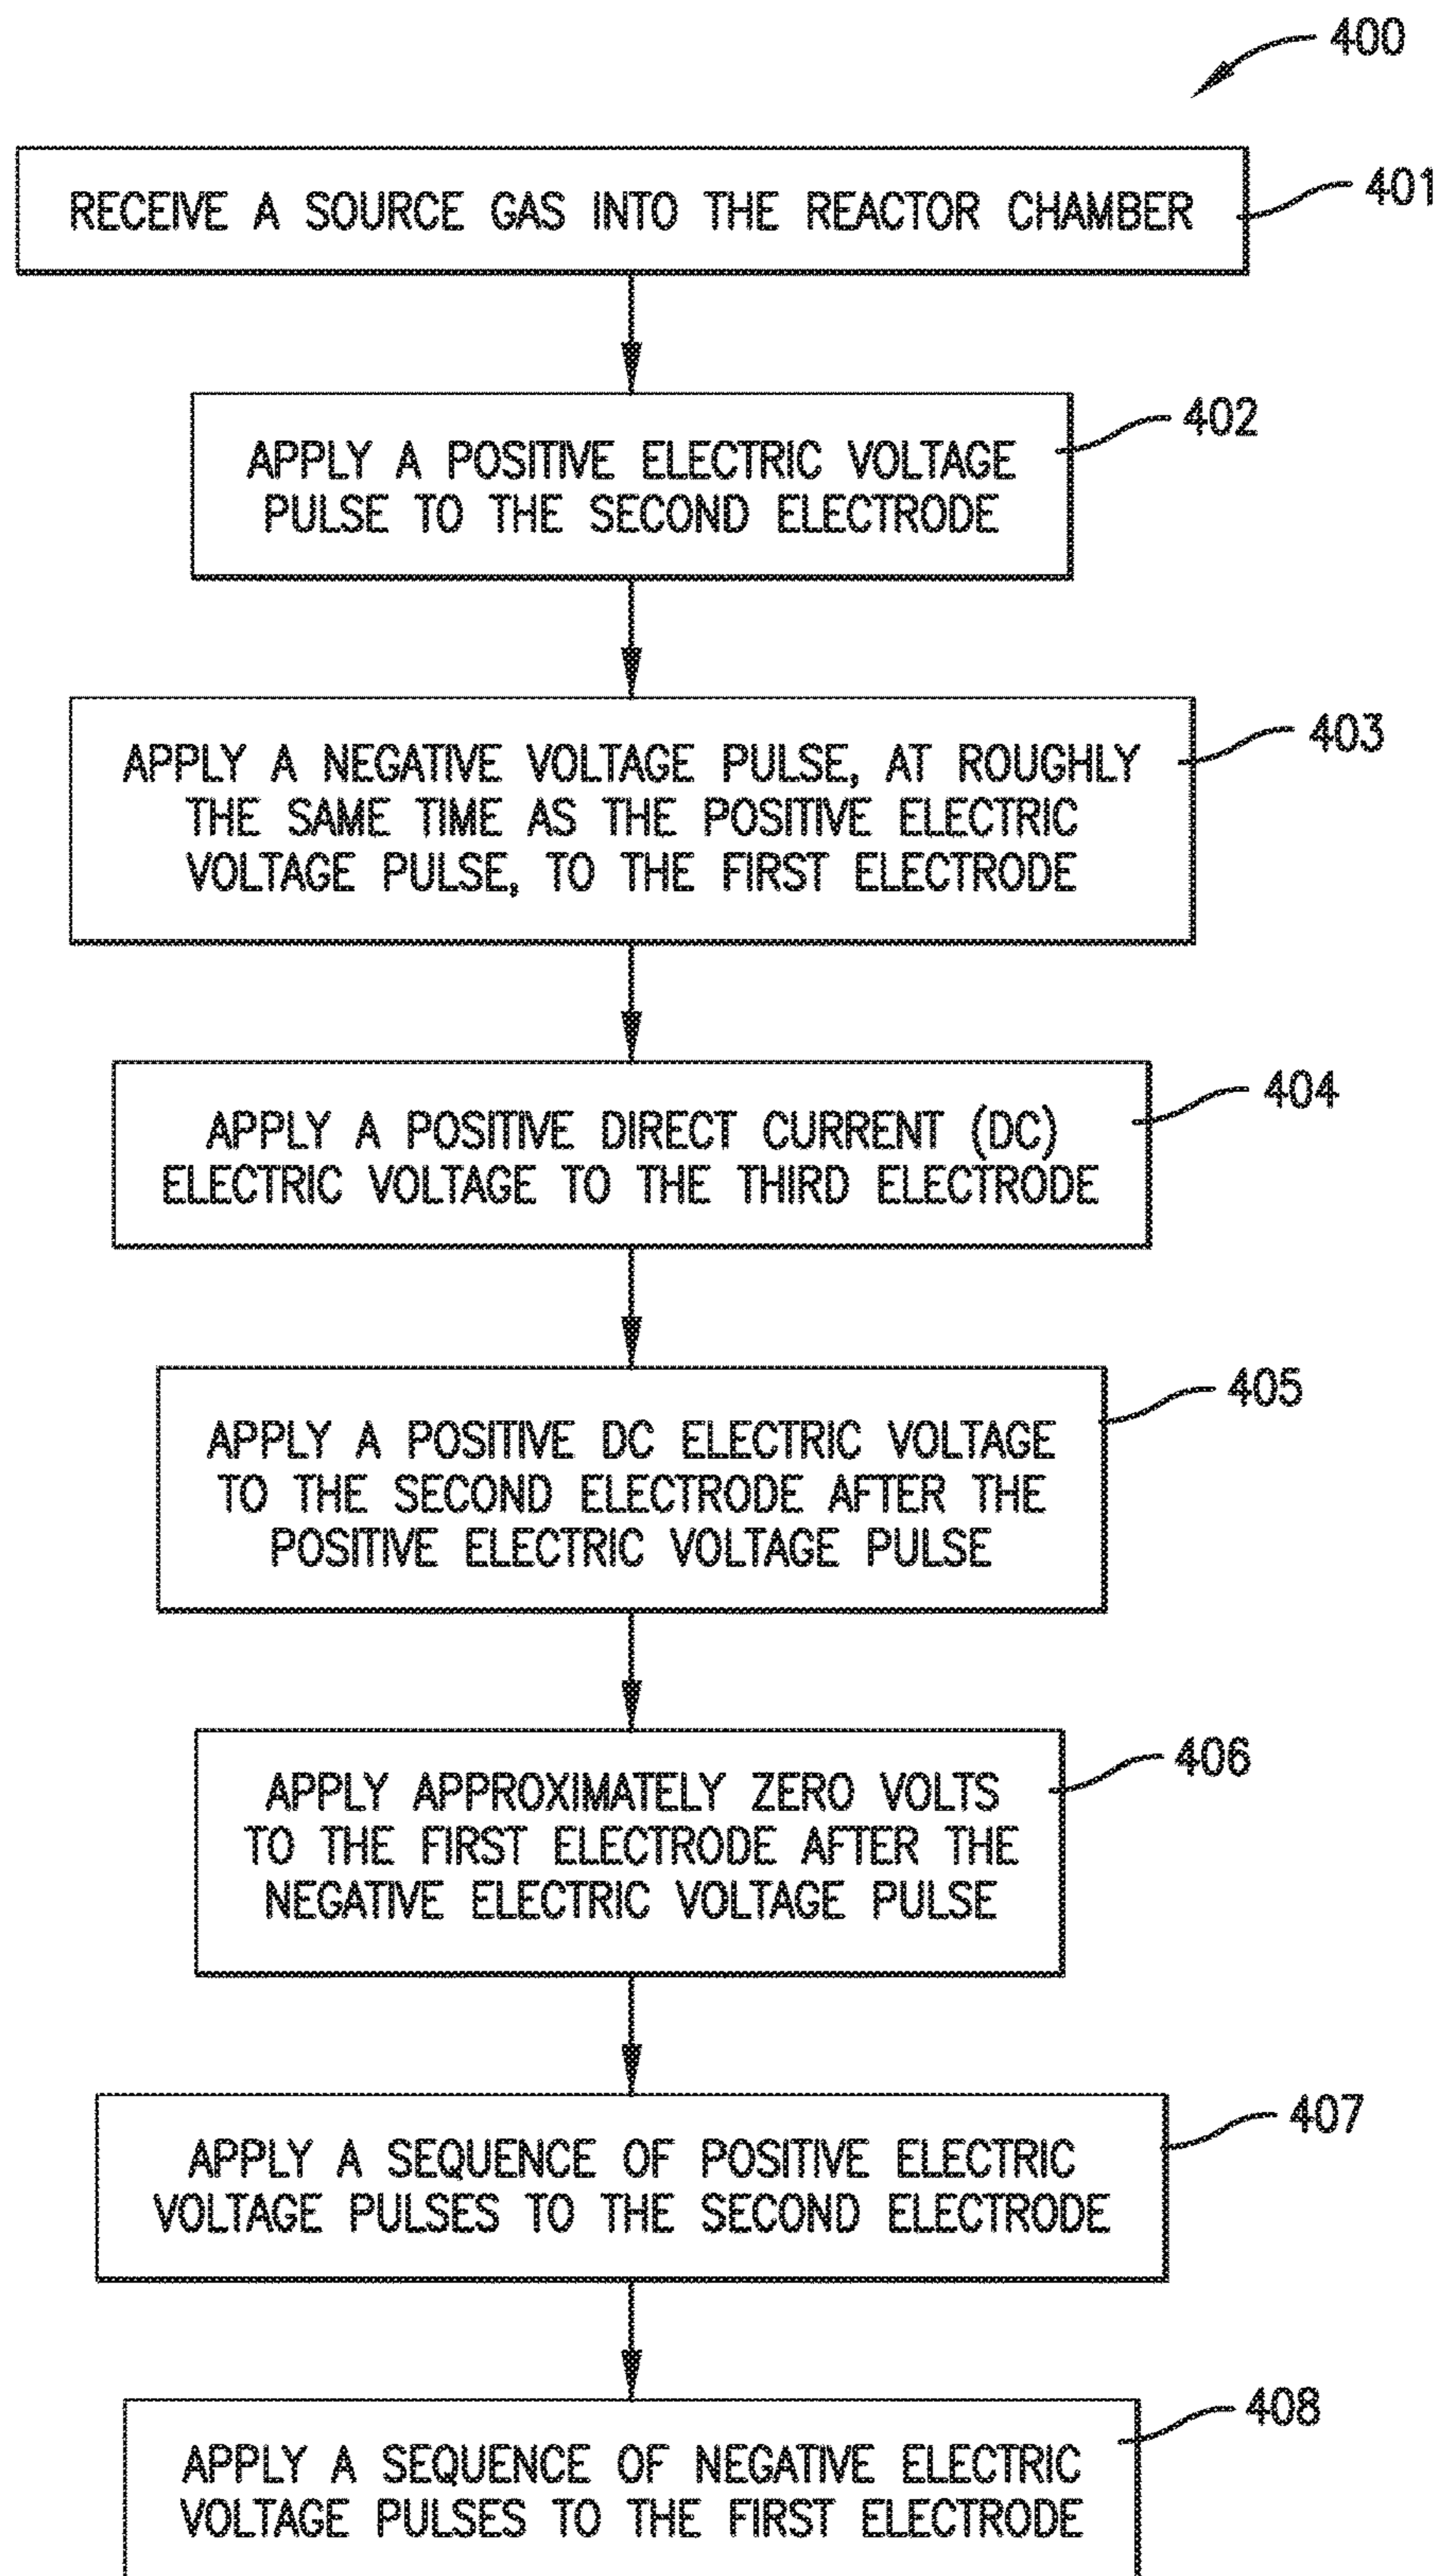 400
RECEIVE A SOURCE GAS INTO THE REACTOR CHAMBER
401
APPLY A POSITIVE ELECTRIC VOLTAGE
PULSE TO THE SECOND ELECTRODE
402
APPLY A NEGATIVE VOLTAGE PULSE, AT ROUGHLY
THE SAME TIME AS THE POSITIVE ELECTRIC
VOLTAGE PULSE, TO THE FIRST ELECTRODE
403
APPLY A POSITIVE DIRECT CURRENT (DC)
ELECTRIC VOLTAGE TO THE THIRD ELECTRODE
404
APPLY A POSITIVE DC ELECTRIC VOLTAGE
TO THE SECOND ELECTRODE AFTER THE
POSITIVE ELECTRIC VOLTAGE PULSE
405
APPLY APPROXIMATELY ZERO VOLTS
TO THE FIRST ELECTRODE AFTER THE
NEGATIVE ELECTRIC VOLTAGE PULSE
406
APPLY A SEQUENCE OF POSITIVE ELECTRIC
VOLTAGE PULSES TO THE SECOND ELECTRODE
407
APPLY A SEQUENCE OF NEGATIVE ELECTRIC
VOLTAGE PULSES TO THE FIRST ELECTRODE
408